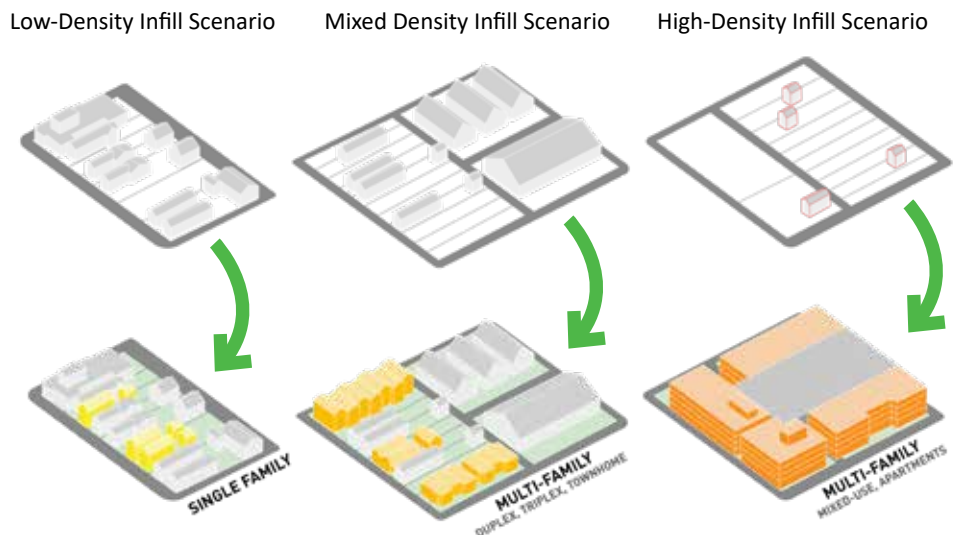 Low-Density Infill Scenario
Mixed Density Infill Scenario
High-Density Infill Scenario
SINGLE FAMILY
MULTI-FAMILY
DUPLEX, TRIPLEX, TOWNHOME
MULTI-FAMILY
MIXED-USE, APARTMENTS